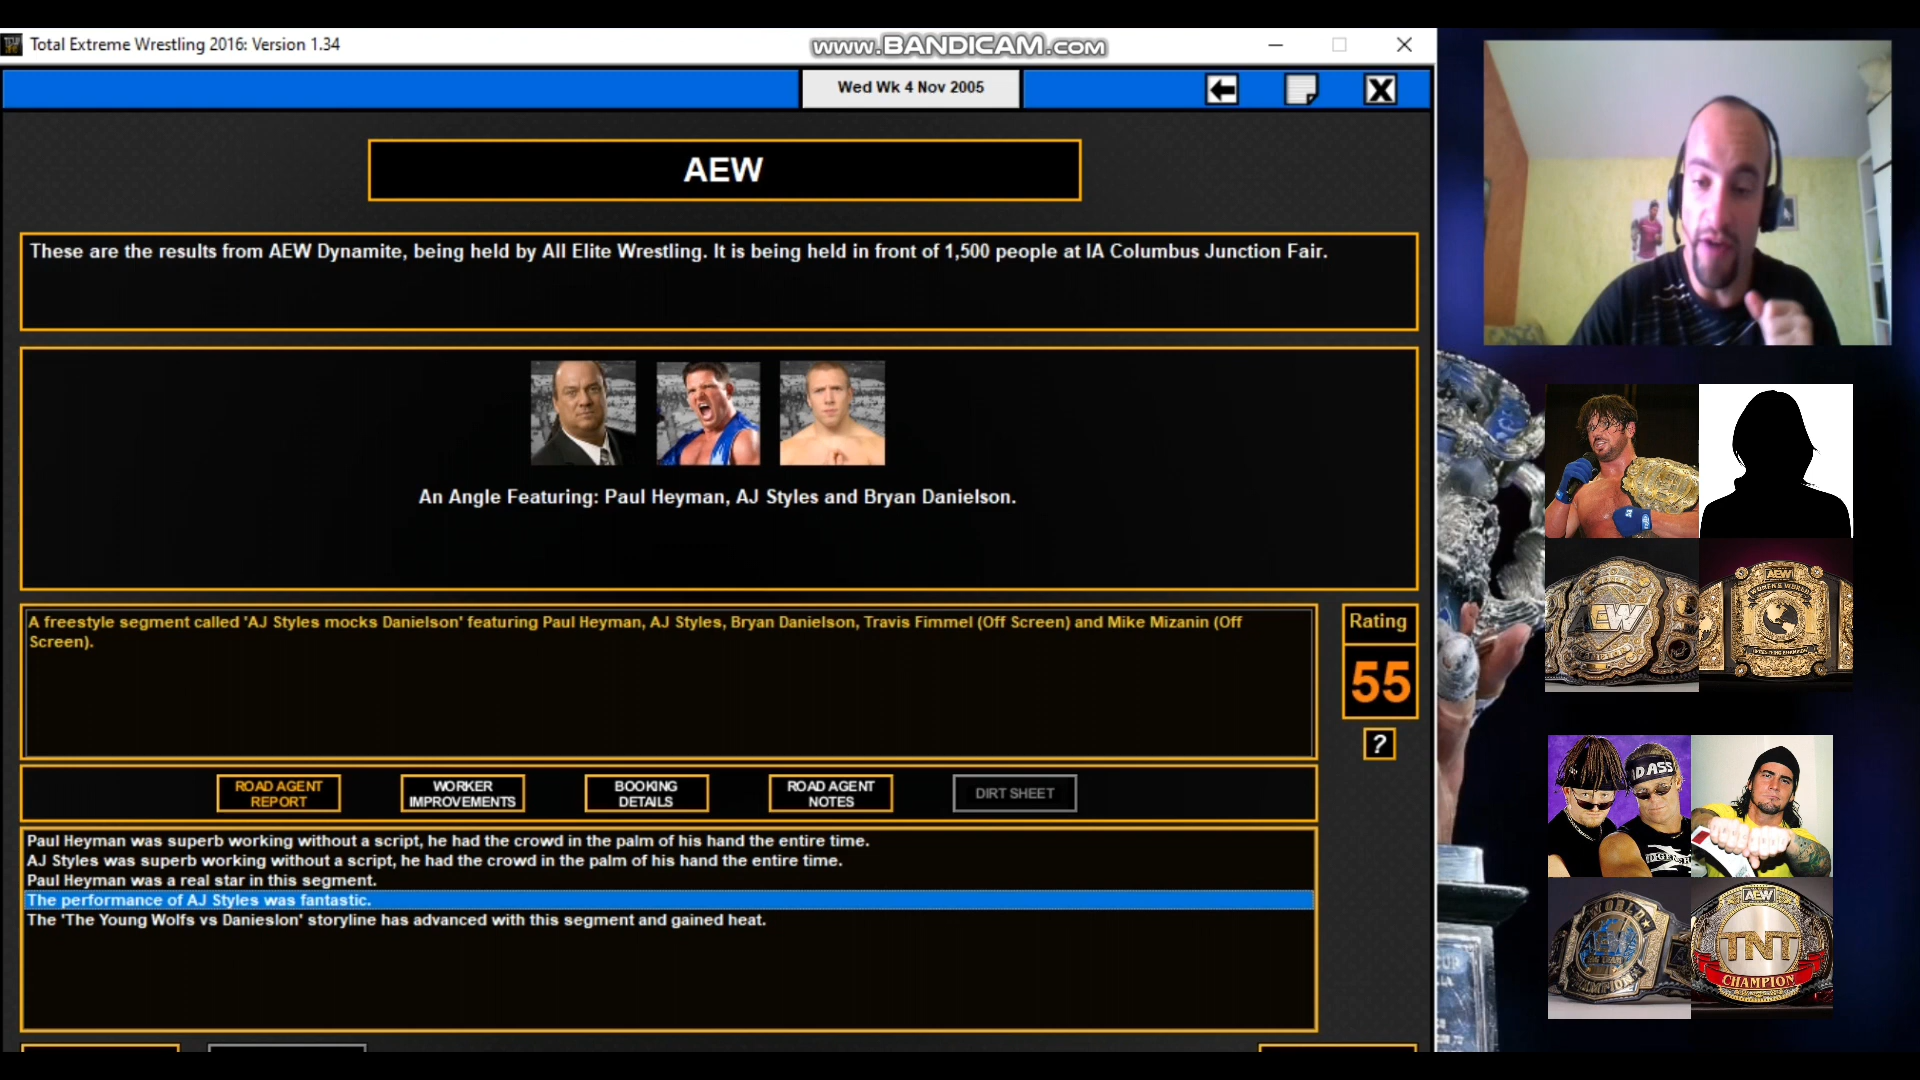 Total Extreme Wrestling 2016: Version 1.34
www.BANDICAM.com
Wed Wk 4 Nov 2005
AEW
These are the results from AEW Dynamite, being held by All Elite Wrestling. It is being held in front of 1,500 people at IA Columbus Junction Fair.
An Angle Featuring: Paul Heyman, AJ Styles and Bryan Danielson.
A freestyle segment called 'AJ Styles mocks Danielson' featuring Paul Heyman, AJ Styles, Bryan Danielson, Travis Fimmel (Off Screen) and Mike Mizanin (Off
Screen).
Rating
55
?
ROAD AGENT
REPORT
WORKER
IMPROVEMENTS
BOOKING
DETAILS
ROAD AGENT
NOTES
DIRT SHEET
Paul Heyman was superb working without a script, he had the crowd in the palm of his hand the entire time.
AJ Styles was superb working without a script, he had the crowd in the palm of his hand the entire time.
Paul Heyman was a real star in this segment.
The performance of AJ Styles was fantastic.
The 'The Young Wolfs vs Danieslon' storyline has advanced with this segment and gained heat.
AEW
AEW
WOMEN'S WORLD
WORLD
AEW
AEW
TNT
CHAMPION